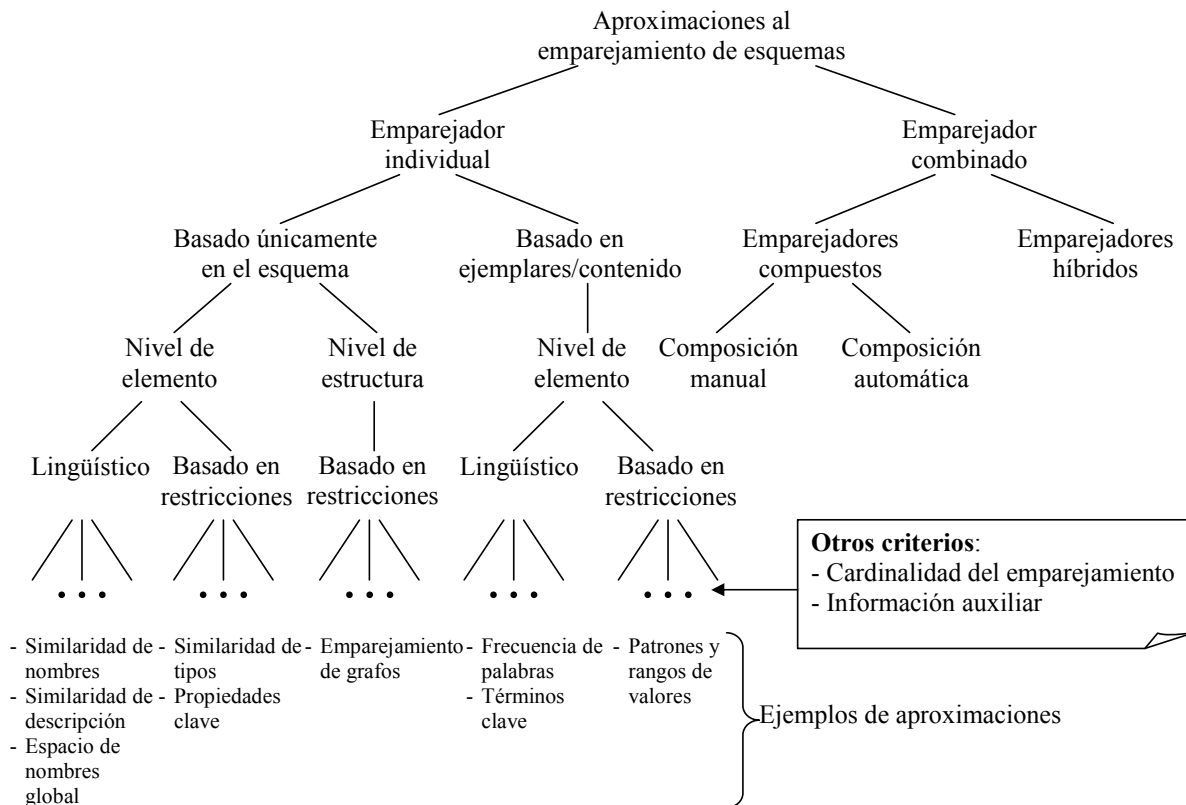 Aproximaciones al
emparejamiento de esquemas
Emparejador
individual
Emparejador
combinado
Basado únicamente
en el esquema
Basado en
ejemplares/contenido
Emparejadores
compuestos
Emparejadores
híbridos
Nivel de
elemento
Nivel de
estructura
Nivel de
elemento
Composición
manual
Composición
automática
Lingüístico
Basado en
restricciones
Basado en
restricciones
Lingüístico
Basado en
restricciones
Otros criterios:
- Cardinalidad del emparejamiento
- Información auxiliar
- Similaridad de
nombres
- Similaridad de
descripción
- Espacio de
nombres
global
- Similaridad de
tipos
- Propiedades
clave
- Emparejamiento
de grafos
- Frecuencia de
palabras
- Términos
clave
- Patrones y
rangos de
valores
Ejemplos de aproximaciones